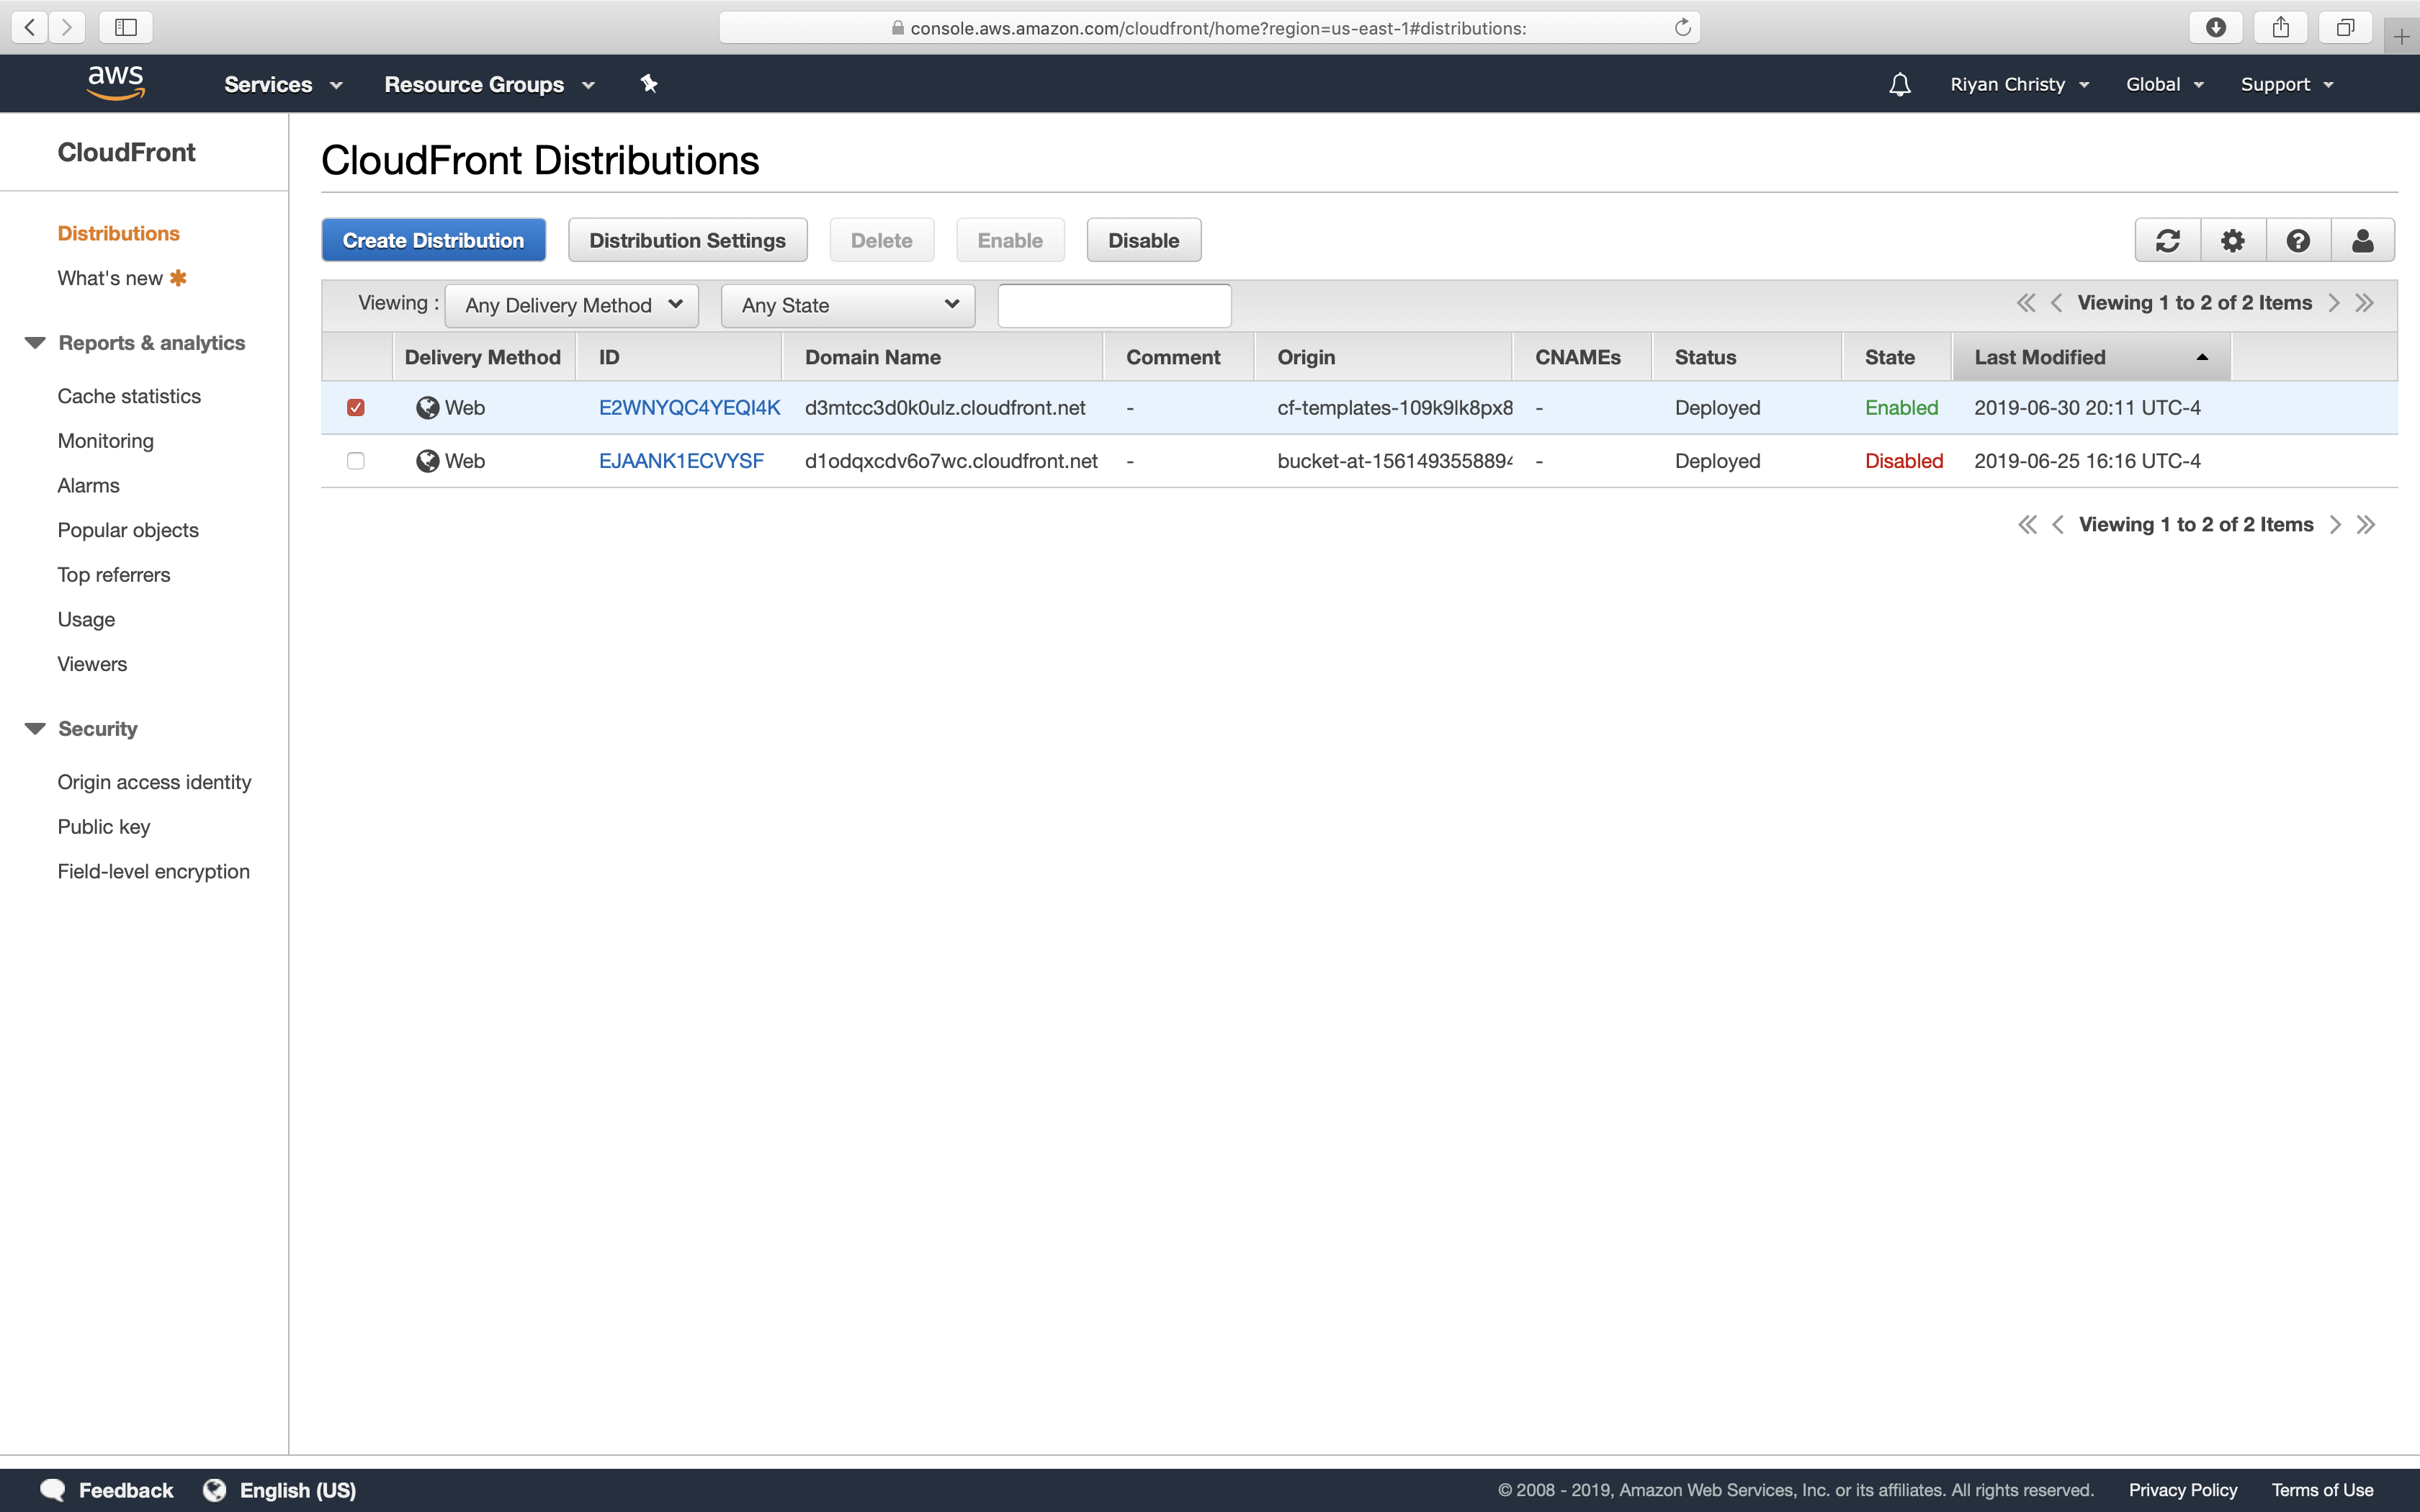 console.aws.amazon.com/cloudfront/home?region=us-east-1#distributions:
aws Services Resource Groups Riyan Christy Global Support
CloudFront
Distributions
What's new
Reports & analytics
Cache statistics
Monitoring
Alarms
Popular objects
Top referrers
Usage
Viewers
Security
Origin access identity
Public key
Field-level encryption
CloudFront Distributions
Create Distribution Distribution Settings Delete Enable Disable
Viewing : Any Delivery Method Any State Viewing 1 to 2 of 2 Items
Delivery Method ID Domain Name Comment Origin CNAMEs Status State Last Modified
Web E2WNYQC4YEQI4K d3mtcc3d0k0ulz.cloudfront.net - cf-templates-109k9lk8px8 - Deployed Enabled 2019-06-30 20:11 UTC-4
Web EJAANK1ECVYSF d1odqxcdv6o7wc.cloudfront.net - bucket-at-1561493558894 - Deployed Disabled 2019-06-25 16:16 UTC-4
Viewing 1 to 2 of 2 Items
Feedback English (US) © 2008 - 2019, Amazon Web Services, Inc. or its affiliates. All rights reserved. Privacy Policy Terms of Use